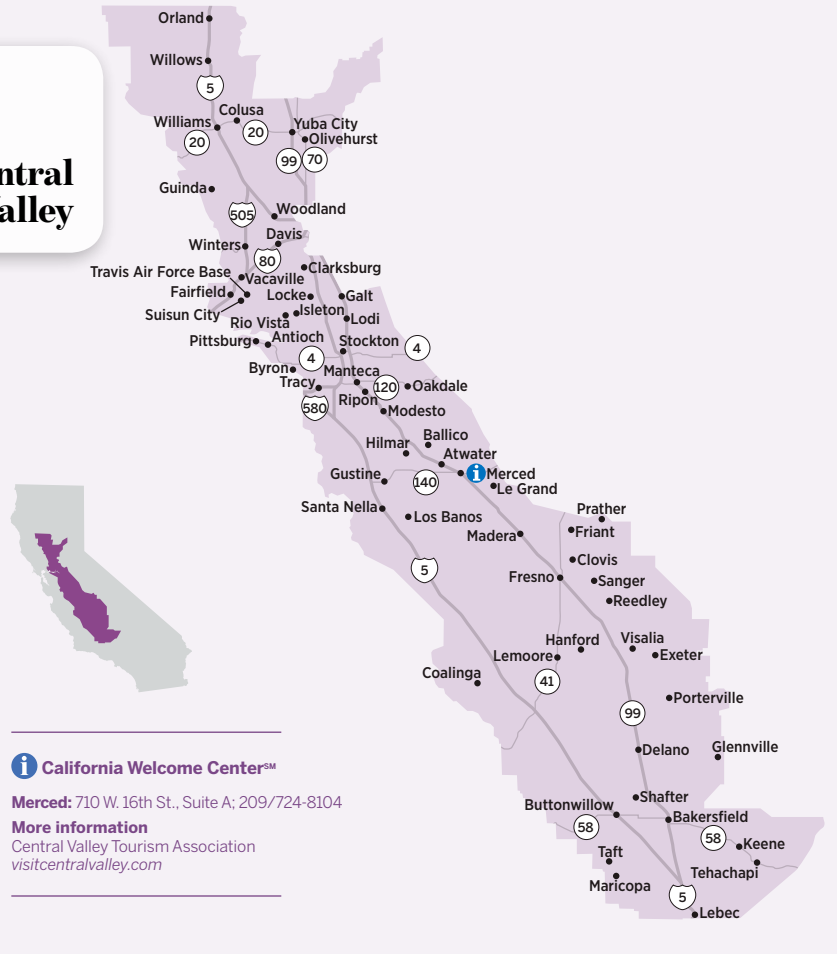 Orland
Willows
5
Colusa
Williams
20
20
Yuba City
Olivehurst
99
70
ntral
alley
Guinda
505
Woodland
Davis
Winters
80
Clarksburg
Travis Air Force Base
Vacaville
Fairfield
Locke
Galt
Suisun City
Isleton
Rio Vista
Lodi
Pittsburg
Antioch
Stockton
4
4
Byron
Manteca
Tracy
120
Oakdale
Ripon
580
Modesto
Hilmar
Ballico
Atwater
Gustine
140
Merced
Le Grand
Santa Nella
Los Banos
Prather
Madera
Friant
5
Clovis
Fresno
Sanger
Reedley
Hanford
Visalia
Lemoore
Exeter
Coalinga
41
Porterville
99
Delano
Glennville
i California Welcome Center℠
Merced: 710 W. 16th St., Suite A; 209/724-8104
More information
Central Valley Tourism Association
visitcentralvalley.com
Shafter
Buttonwillow
Bakersfield
58
58
Keene
Taft
Tehachapi
Maricopa
5
Lebec